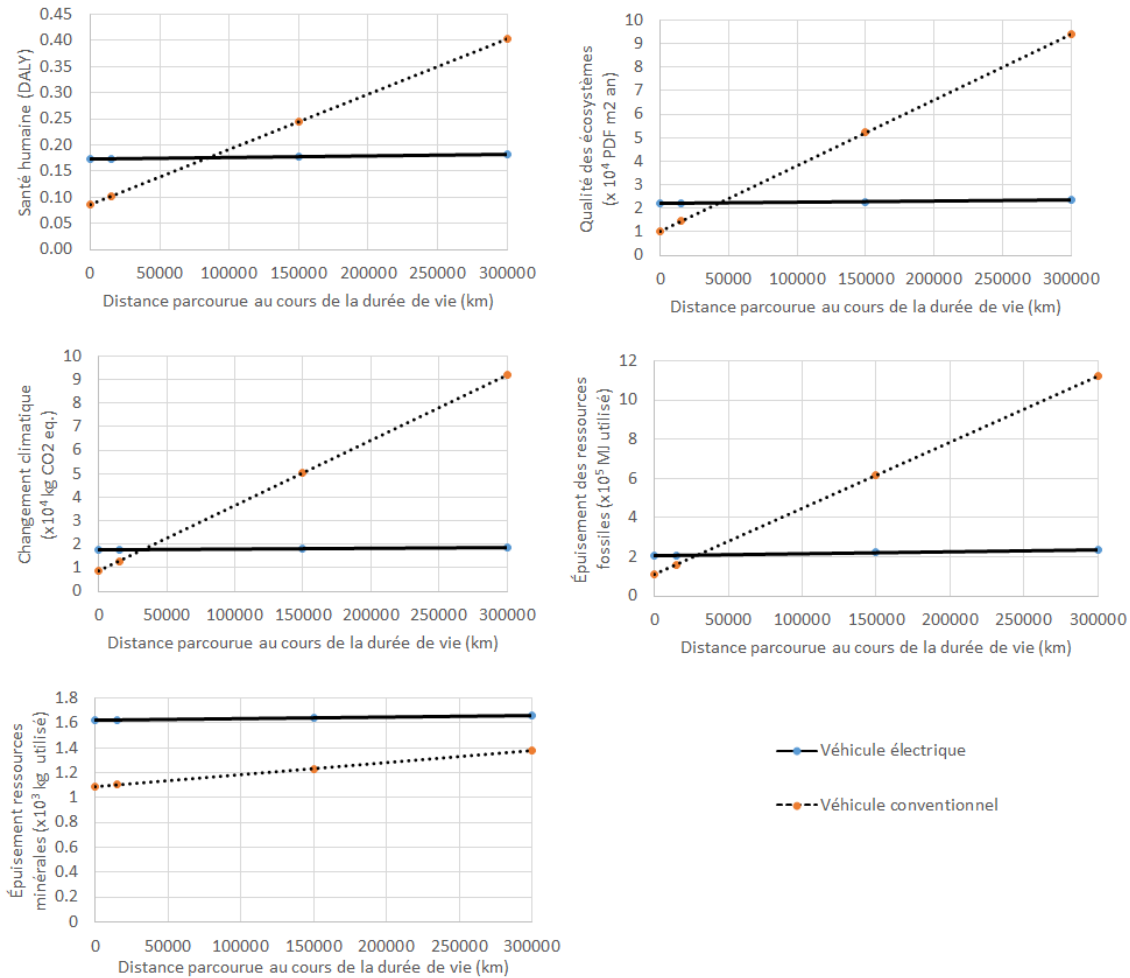 Santé humaine (DALY)
0.45
0.40
0.35
0.30
0.25
0.20
0.15
0.10
0.05
0.00
0 50000 100000 150000 200000 250000 300000
Distance parcourue au cours de la durée de vie (km)
Qualité des écosystèmes
(x 10⁴ PDF m2 an)
10
9
8
7
6
5
4
3
2
1
0
0 50000 100000 150000 200000 250000 300000
Distance parcourue au cours de la durée de vie (km)
Changement climatique
(x10⁴ kg CO2 eq.)
10
9
8
7
6
5
4
3
2
1
0
0 50000 100000 150000 200000 250000 300000
Distance parcourue au cours de la durée de vie (km)
Épuisement des ressources
fossiles (x10⁵ MJ utilisé)
12
10
8
6
4
2
0
0 50000 100000 150000 200000 250000 300000
Distance parcourue au cours de la durée de vie (km)
Épuisement ressources
minérales (x10³ kg utilisé)
1.8
1.6
1.4
1.2
1
0.8
0.6
0.4
0.2
0
0 50000 100000 150000 200000 250000 300000
Distance parcourue au cours de la durée de vie (km)
Véhicule électrique
Véhicule conventionnel